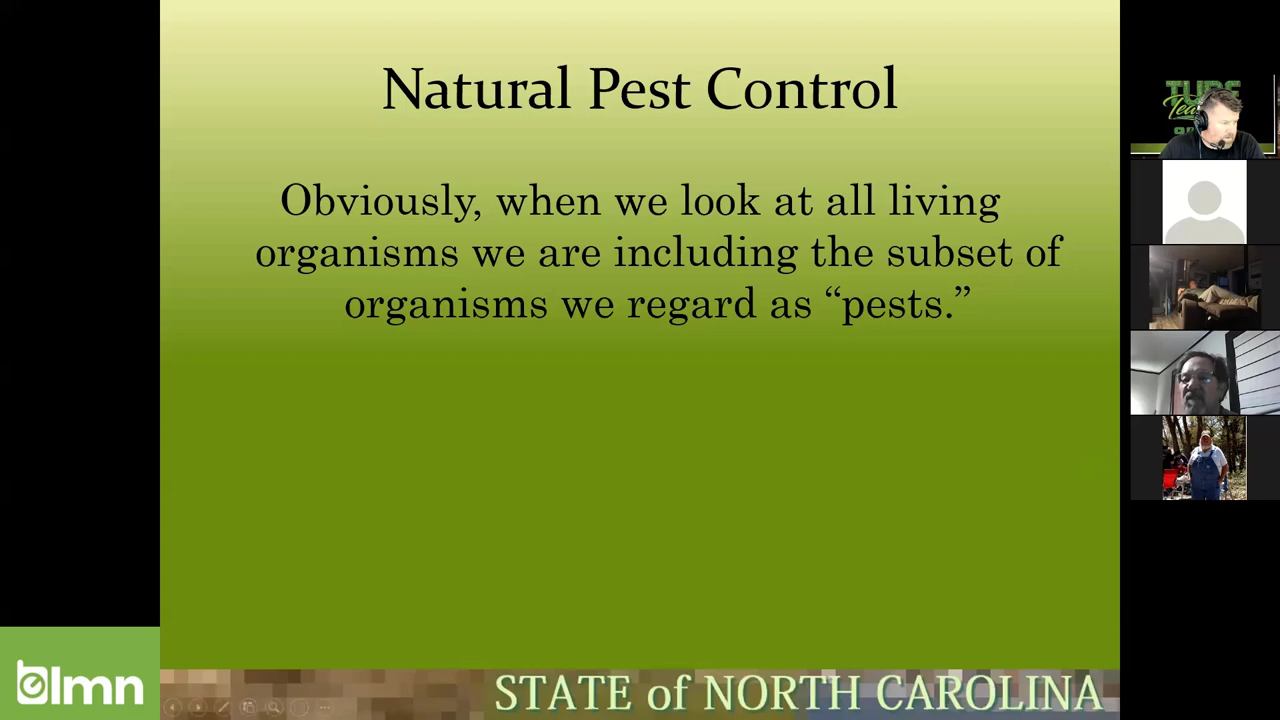 Natural Pest Control
Obviously, when we look at all living
organisms we are including the subset of
organisms we regard as “pests.”
STATE of NORTH CAROLINA
lmn